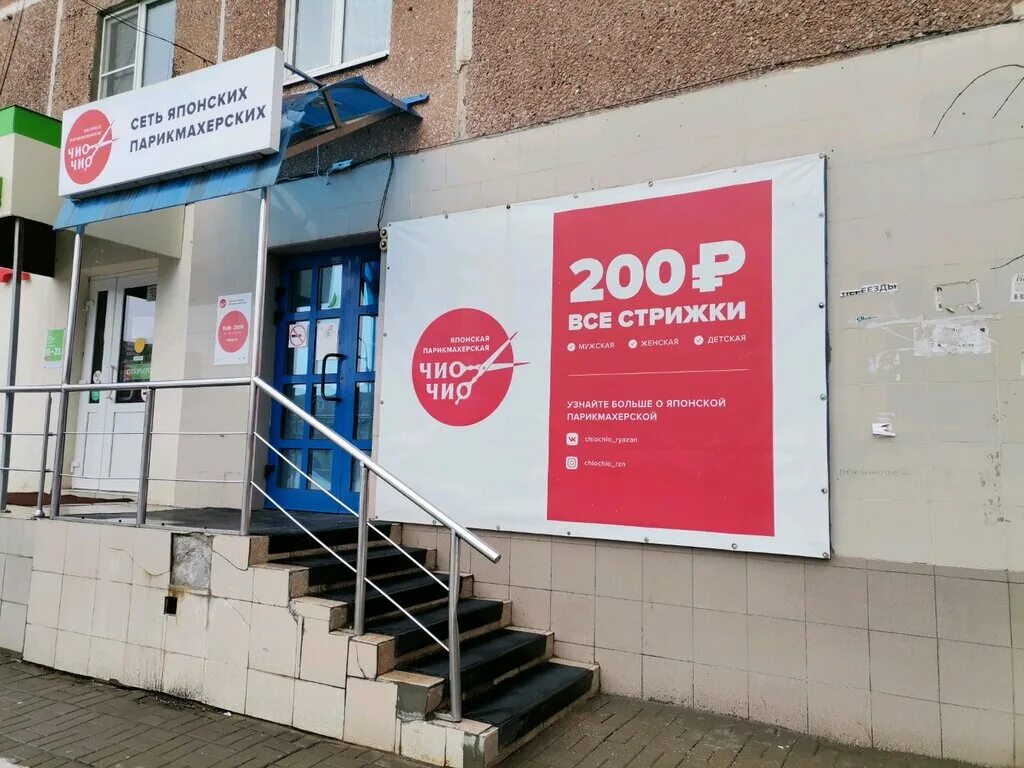 ЭКСПРЕСС
ПАРИКМАХЕРСКАЯ
ЧИО
ЧИО
СЕТЬ ЯПОНСКИХ
ПАРИКМАХЕРСКИХ
200₽
ВСЕ СТРИЖКИ
МУЖСКАЯ ЖЕНСКАЯ ДЕТСКАЯ
ЯПОНСКАЯ
ПАРИКМАХЕРСКАЯ
ЧИО
ЧИО
УЗНАЙТЕ БОЛЬШЕ О ЯПОНСКОЙ
ПАРИКМАХЕРСКОЙ
chiochio_ryazan
chiochio_rzn
ПЕРЕЕЗДЫ